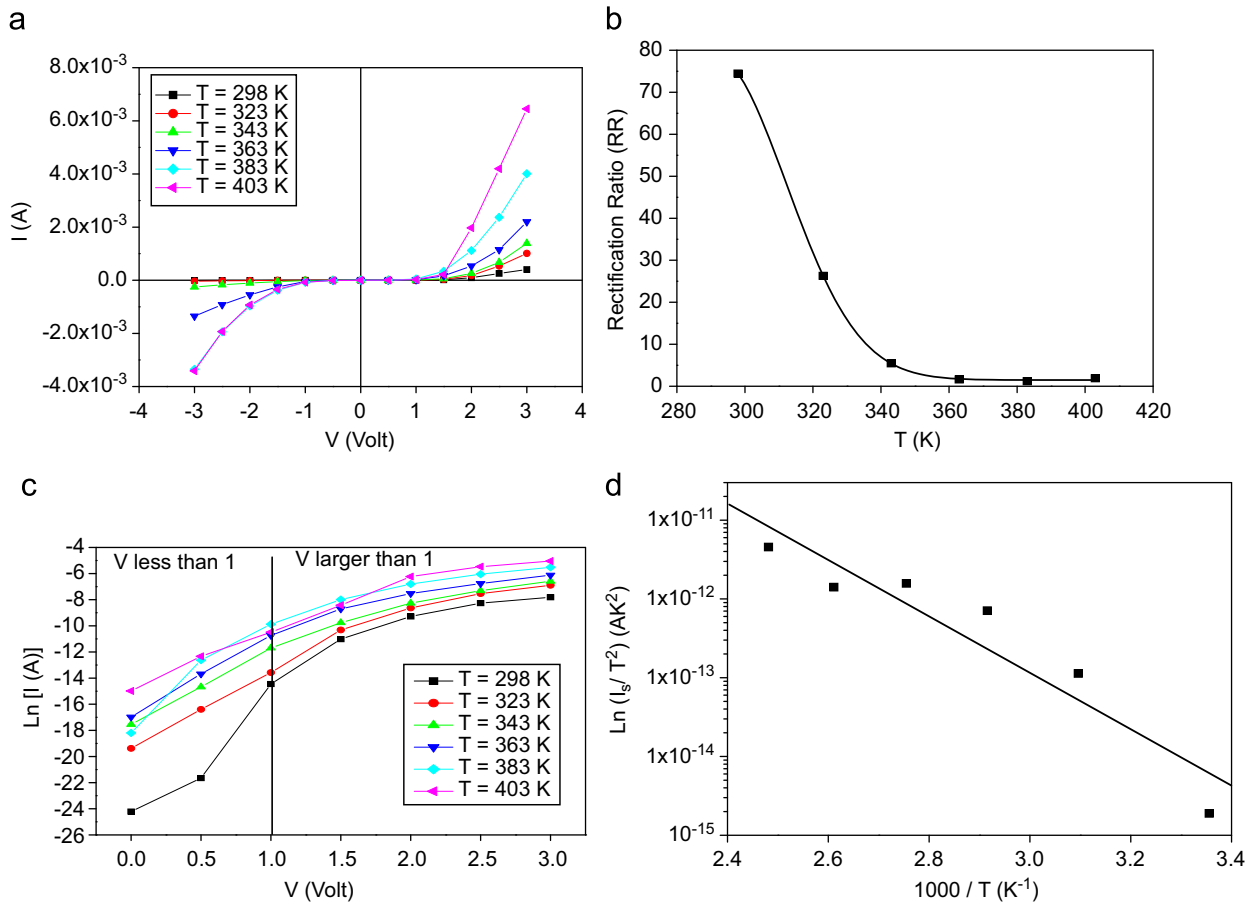 a
8.0x10⁻³
6.0x10⁻³
4.0x10⁻³
2.0x10⁻³
0.0
-2.0x10⁻³
-4.0x10⁻³
I (A)
T = 298 K
T = 323 K
T = 343 K
T = 363 K
T = 383 K
T = 403 K
-4 -3 -2 -1 0 1 2 3 4
V (Volt)
b
80
70
60
50
40
30
20
10
0
Rectification Ratio (RR)
280 300 320 340 360 380 400 420
T (K)
c
-4
-6
-8
-10
-12
-14
-16
-18
-20
-22
-24
-26
Ln [I (A)]
V less than 1 V larger than 1
T = 298 K
T = 323 K
T = 343 K
T = 363 K
T = 383 K
T = 403 K
0.0 0.5 1.0 1.5 2.0 2.5 3.0
V (Volt)
d
1x10⁻¹¹
1x10⁻¹²
1x10⁻¹³
1x10⁻¹⁴
10⁻¹⁵
Ln (Iₛ/ T²) (AK²)
2.4 2.6 2.8 3.0 3.2 3.4
1000 / T (K⁻¹)